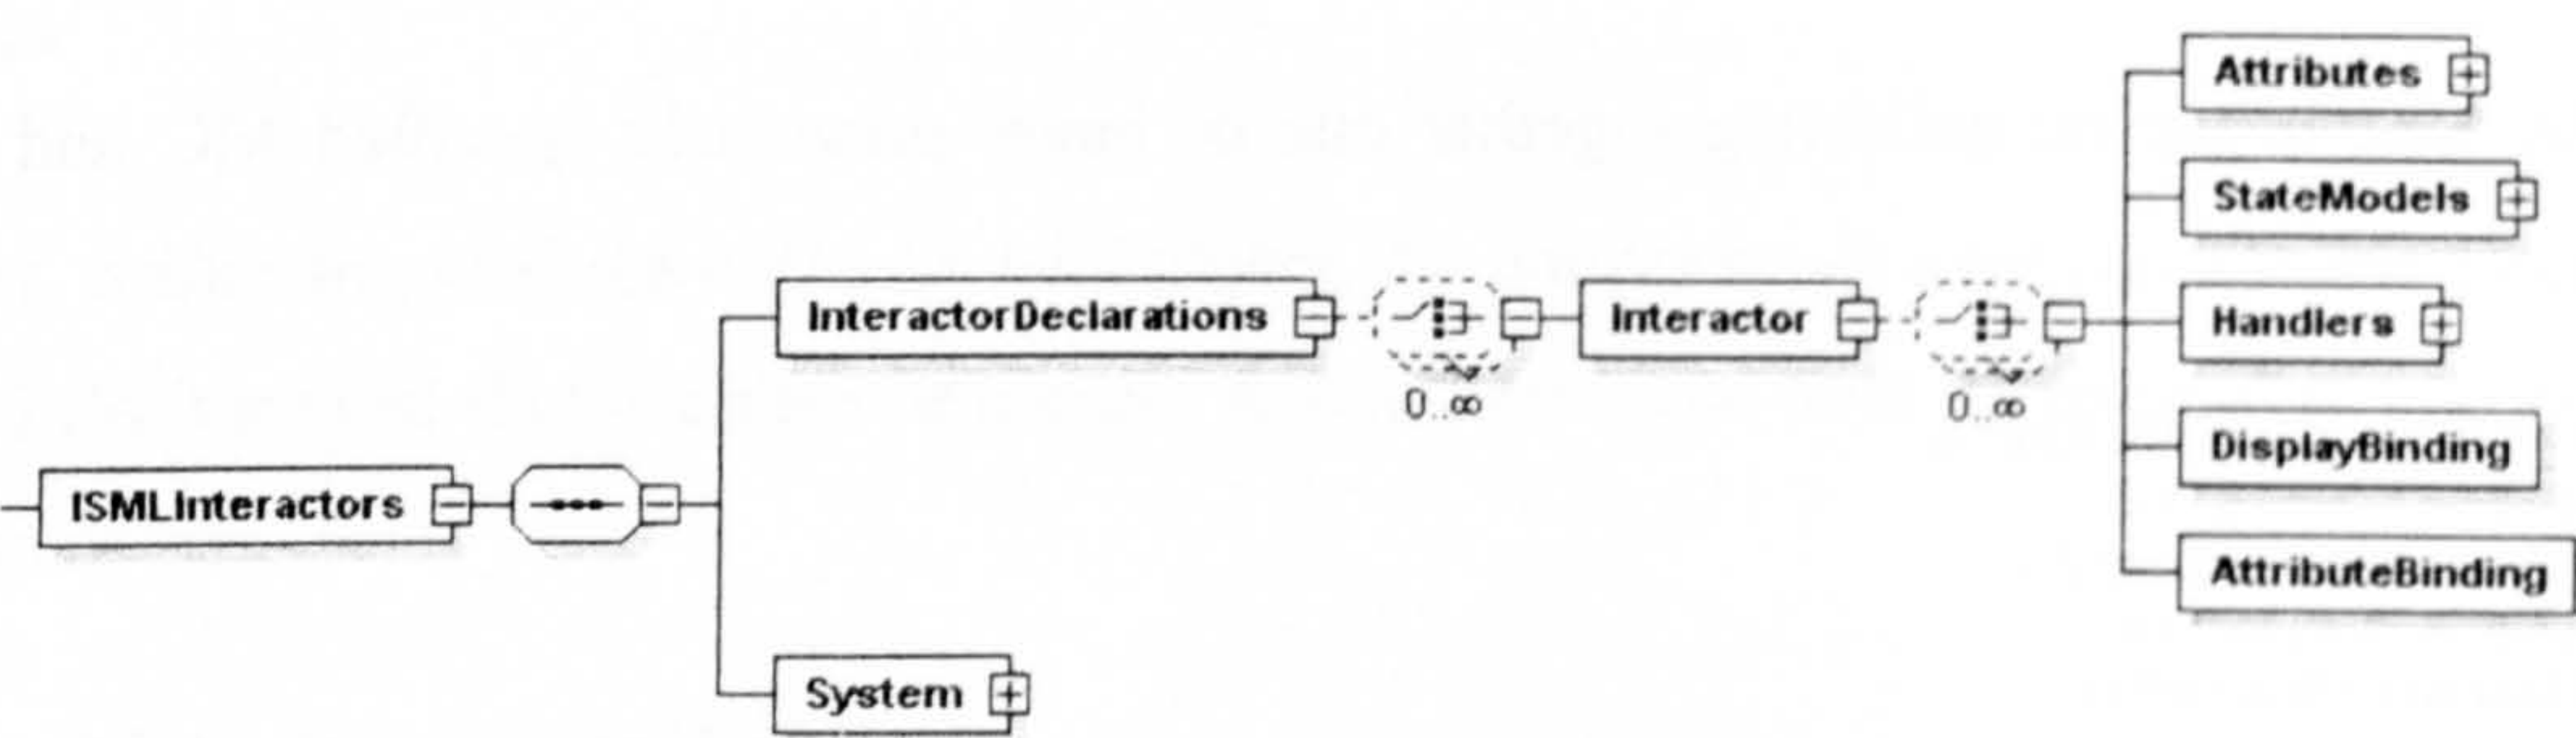 Attributes
StateModels
InteractorDeclarations
Interactor
Handlers
0..∞
0..∞
DisplayBinding
ISMLInteractors
AttributeBinding
System